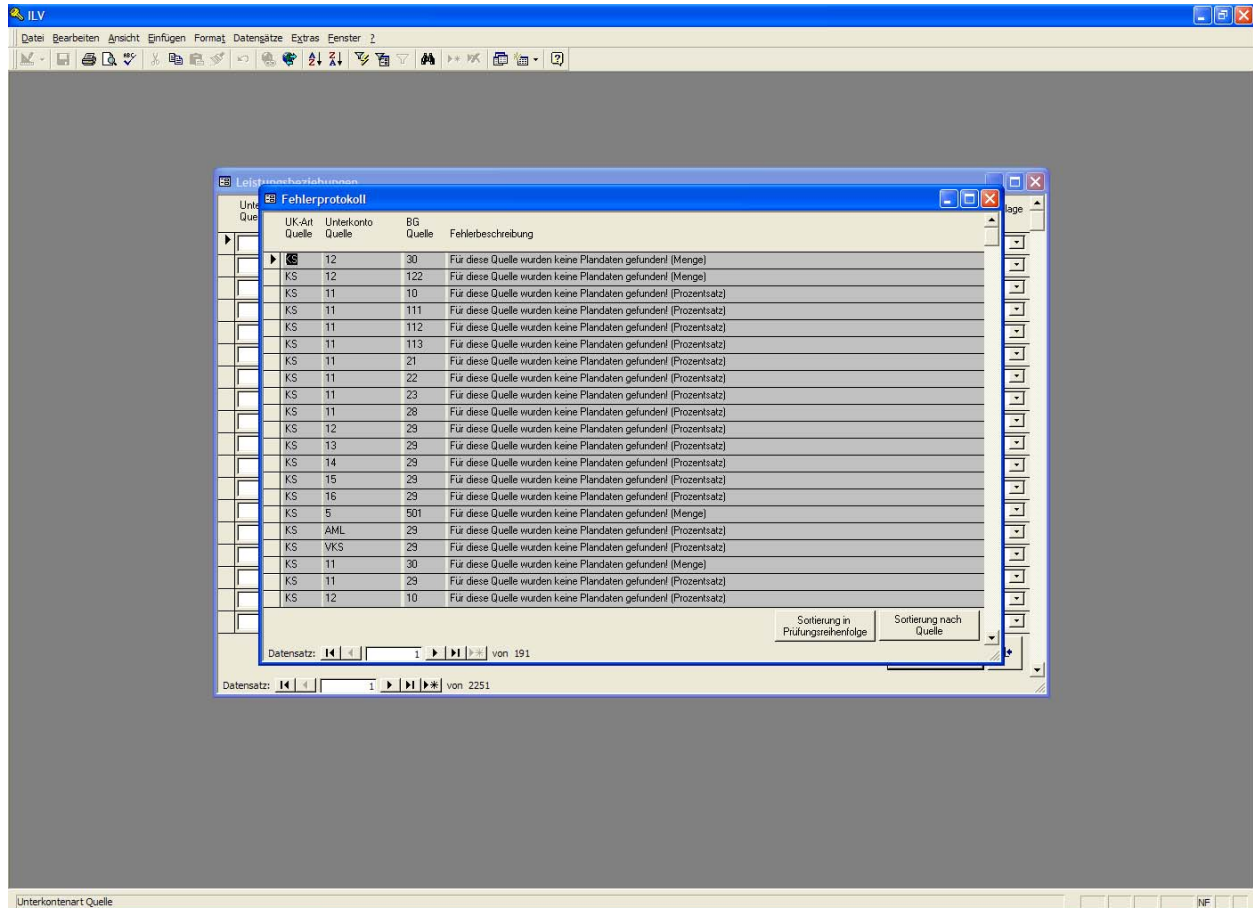 ILV
Datei Bearbeiten Ansicht Einfügen Format Datensätze Extras Fenster ?
Leistungsbeziehungen
Fehlerprotokoll
UK-Art Quelle Unterkonto Quelle BG Quelle Fehlerbeschreibung
KS 12 30 Für diese Quelle wurden keine Plandaten gefunden! (Menge)
KS 12 122 Für diese Quelle wurden keine Plandaten gefunden! (Menge)
KS 11 10 Für diese Quelle wurden keine Plandaten gefunden! (Prozentsatz)
KS 11 111 Für diese Quelle wurden keine Plandaten gefunden! (Prozentsatz)
KS 11 112 Für diese Quelle wurden keine Plandaten gefunden! (Prozentsatz)
KS 11 113 Für diese Quelle wurden keine Plandaten gefunden! (Prozentsatz)
KS 11 21 Für diese Quelle wurden keine Plandaten gefunden! (Prozentsatz)
KS 11 22 Für diese Quelle wurden keine Plandaten gefunden! (Prozentsatz)
KS 11 23 Für diese Quelle wurden keine Plandaten gefunden! (Prozentsatz)
KS 11 28 Für diese Quelle wurden keine Plandaten gefunden! (Prozentsatz)
KS 12 29 Für diese Quelle wurden keine Plandaten gefunden! (Prozentsatz)
KS 13 29 Für diese Quelle wurden keine Plandaten gefunden! (Prozentsatz)
KS 14 29 Für diese Quelle wurden keine Plandaten gefunden! (Prozentsatz)
KS 15 29 Für diese Quelle wurden keine Plandaten gefunden! (Prozentsatz)
KS 16 29 Für diese Quelle wurden keine Plandaten gefunden! (Prozentsatz)
KS 5 501 Für diese Quelle wurden keine Plandaten gefunden! (Menge)
KS AML 29 Für diese Quelle wurden keine Plandaten gefunden! (Prozentsatz)
KS VKS 29 Für diese Quelle wurden keine Plandaten gefunden! (Prozentsatz)
KS 11 30 Für diese Quelle wurden keine Plandaten gefunden! (Menge)
KS 11 29 Für diese Quelle wurden keine Plandaten gefunden! (Prozentsatz)
KS 12 10 Für diese Quelle wurden keine Plandaten gefunden! (Prozentsatz)
Sortierung in Prüfungsreihenfolge
Sortierung nach Quelle
Datensatz: 1 von 191
Datensatz: 1 von 2251
Unterkontenart Quelle NF